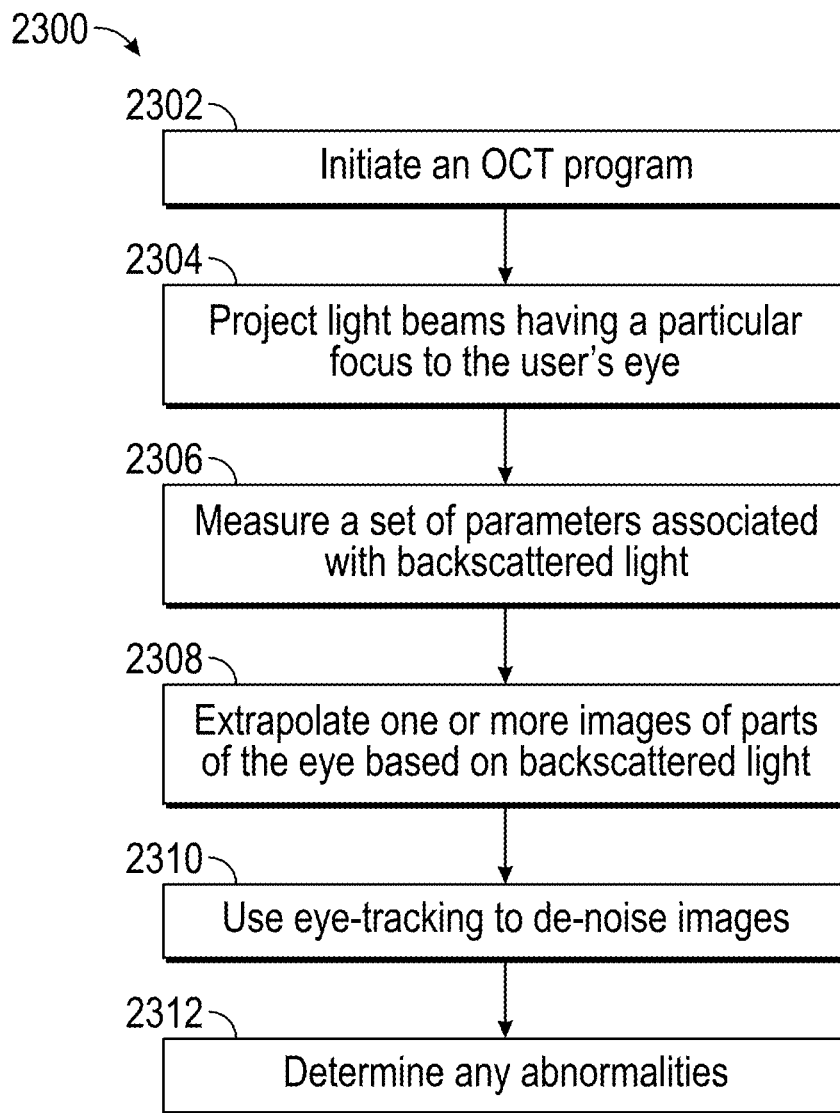 2300
2302
Initiate an OCT program
2304
Project light beams having a particular
focus to the user's eye
2306
Measure a set of parameters associated
with backscattered light
2308
Extrapolate one or more images of parts
of the eye based on backscattered light
2310
Use eye-tracking to de-noise images
2312
Determine any abnormalities